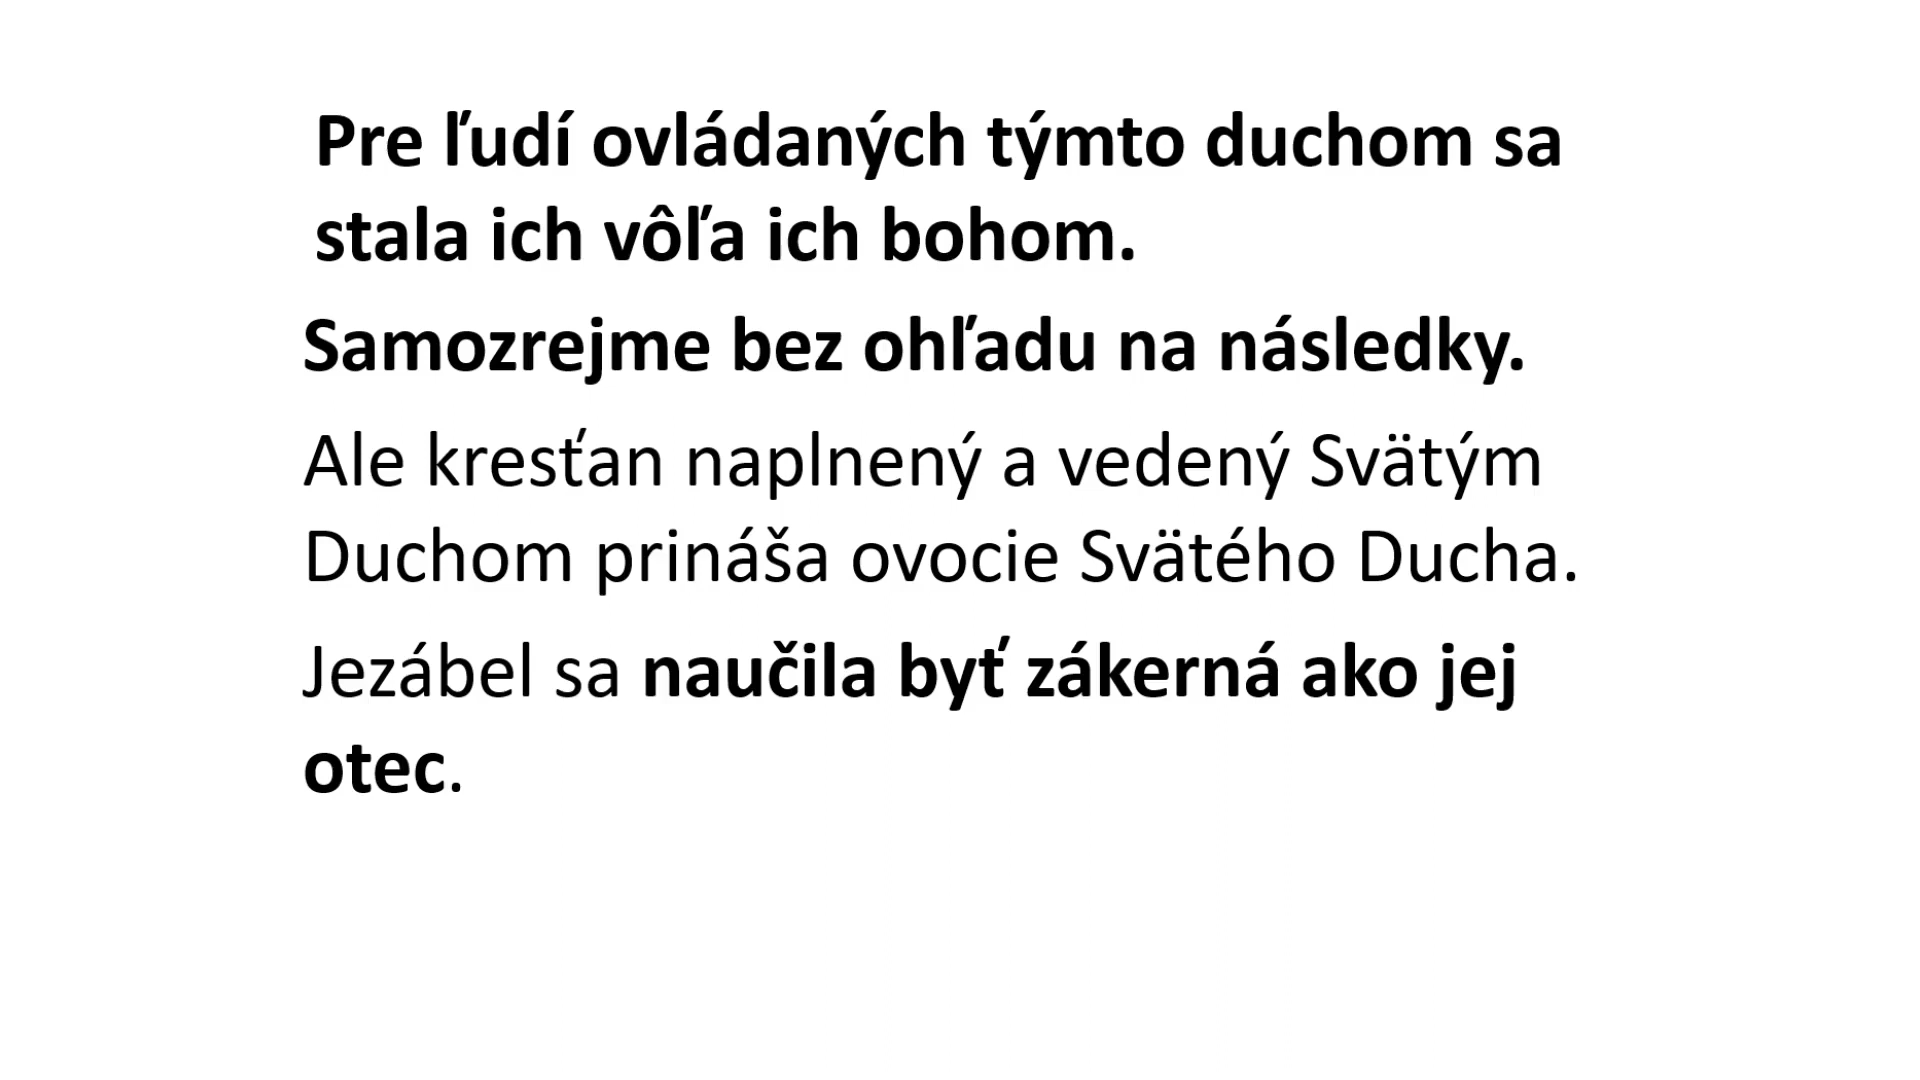 Pre ľudí ovládaných týmto duchom sa
stala ich vôľa ich bohom.
Samozrejme bez ohľadu na následky.
Ale kresťan naplnený a vedený Svätým
Duchom prináša ovocie Svätého Ducha.
Jezábel sa naučila byť zákerná ako jej
otec.